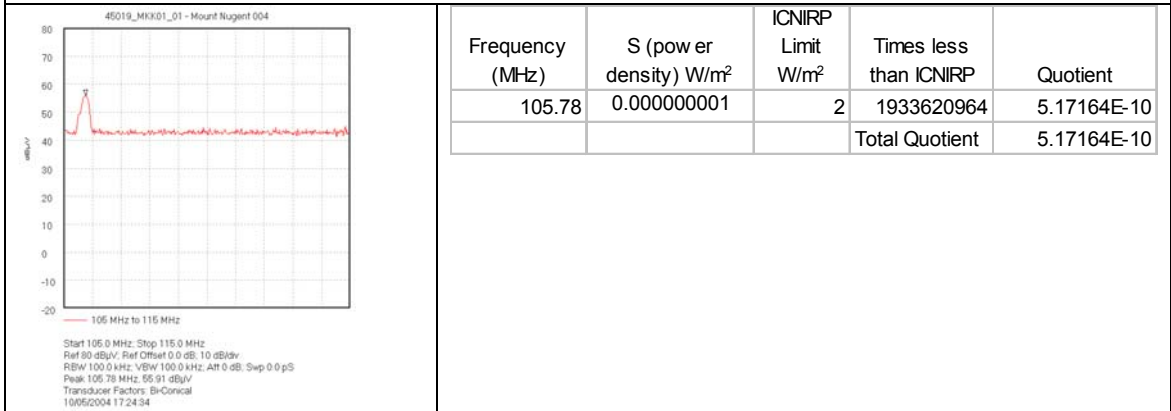 45019_MKK01_01 - Mount Nugent 004
80
70
60
50
40
30
20
10
0
-10
-20
dBµV
105 MHz to 115 MHz
Start 105.0 MHz; Stop 115.0 MHz
Ref 80 dBµV; Ref Offset 0.0 dB; 10 dB/div
RBW 100.0 kHz; VBW 100.0 kHz; Att 0 dB; Swp 0.0 pS
Peak 105.78 MHz, 55.91 dBµV
Transducer Factors: Bi-Conical
10/05/2004 17:24:34
Frequency (MHz) S (pow er density) W/m² ICNIRP Limit W/m² Times less than ICNIRP Quotient
105.78 0.000000001 2 1933620964 5.17164E-10
Total Quotient 5.17164E-10